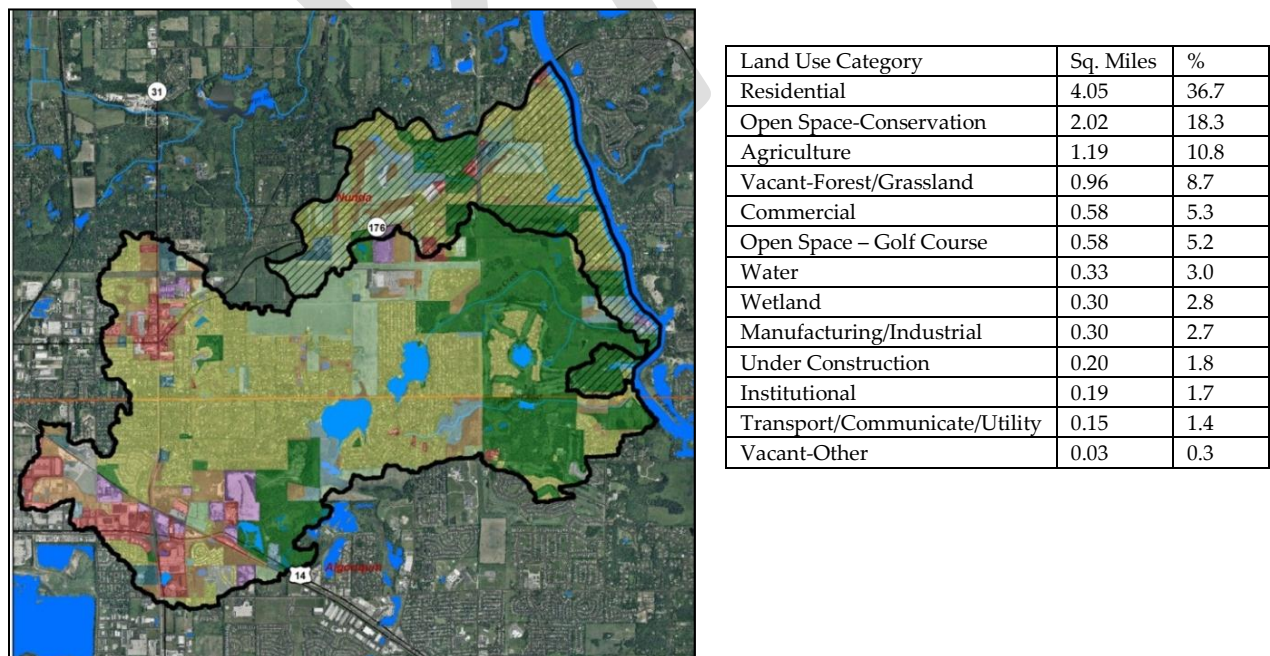 31
Nunda
176
14
Algonquin
Land Use Category Sq. Miles %
Residential 4.05 36.7
Open Space-Conservation 2.02 18.3
Agriculture 1.19 10.8
Vacant-Forest/Grassland 0.96 8.7
Commercial 0.58 5.3
Open Space – Golf Course 0.58 5.2
Water 0.33 3.0
Wetland 0.30 2.8
Manufacturing/Industrial 0.30 2.7
Under Construction 0.20 1.8
Institutional 0.19 1.7
Transport/Communicate/Utility 0.15 1.4
Vacant-Other 0.03 0.3